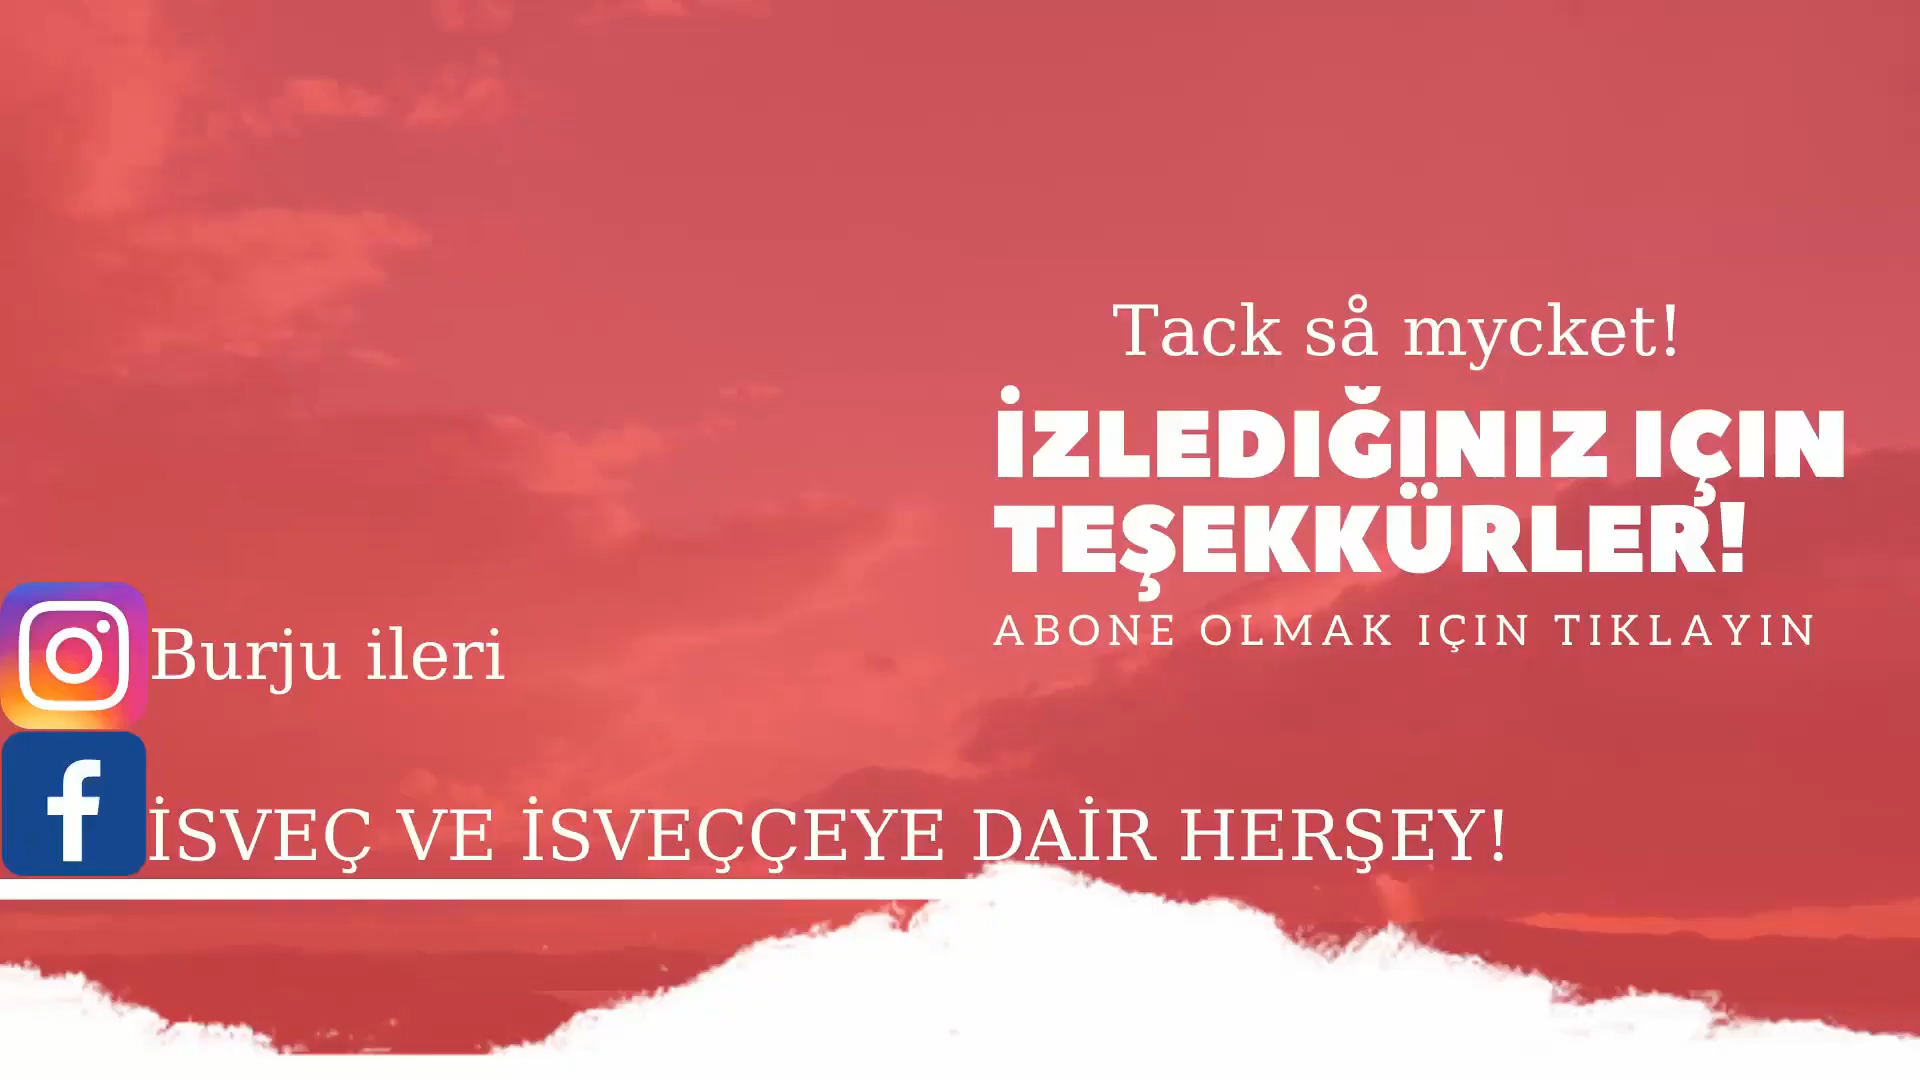 Tack så mycket!
İZLEDIĞINIZ IÇIN
TEŞEKKÜRLER!
ABONE OLMAK IÇIN TIKLAYIN
Burju ileri
İSVEÇ VE İSVEÇÇEYE DAİR HERŞEY!